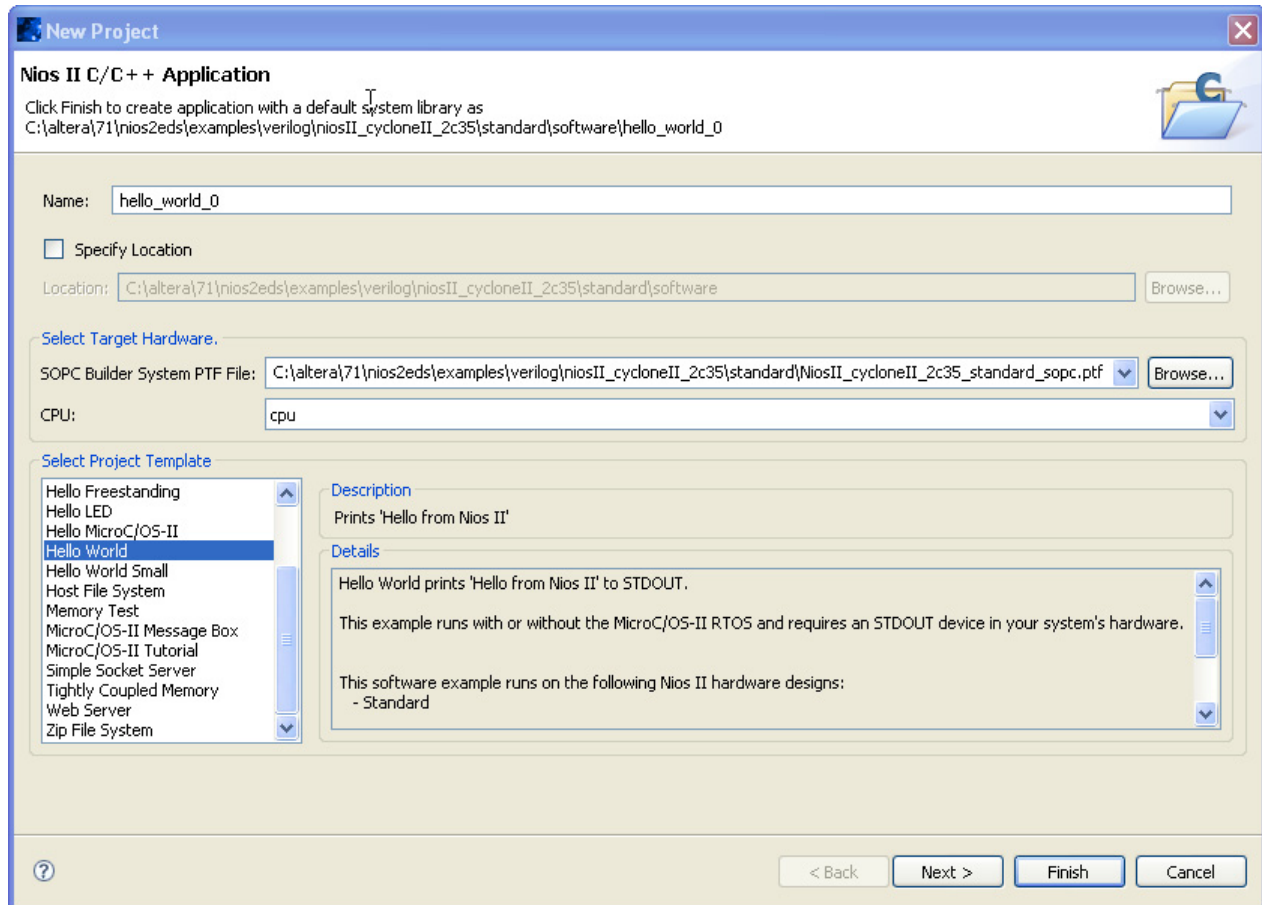 New Project
Nios II C/C++ Application
Click Finish to create application with a default system library as
C:\altera\71\nios2eds\examples\verilog\niosII_cycloneII_2c35\standard\software\hello_world_0
Name: hello_world_0
Specify Location
Location: C:\altera\71\nios2eds\examples\verilog\niosII_cycloneII_2c35\standard\software Browse...
Select Target Hardware.
SOPC Builder System PTF File: C:\altera\71\nios2eds\examples\verilog\niosII_cycloneII_2c35\standard\NiosII_cycloneII_2c35_standard_sopc.ptf Browse...
CPU: cpu
Select Project Template
Hello Freestanding
Hello LED
Hello MicroC/OS-II
Hello World
Hello World Small
Host File System
Memory Test
MicroC/OS-II Message Box
MicroC/OS-II Tutorial
Simple Socket Server
Tightly Coupled Memory
Web Server
Zip File System
Description
Prints 'Hello from Nios II'
Details
Hello World prints 'Hello from Nios II' to STDOUT.
This example runs with or without the MicroC/OS-II RTOS and requires an STDOUT device in your system's hardware.
This software example runs on the following Nios II hardware designs:
- Standard
? < Back Next > Finish Cancel